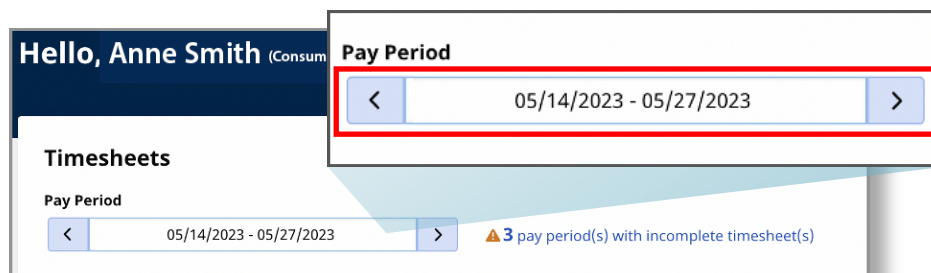 Hello, Anne Smith (Consum
Pay Period
05/14/2023 - 05/27/2023
Timesheets
Pay Period
05/14/2023 - 05/27/2023
3 pay period(s) with incomplete timesheet(s)